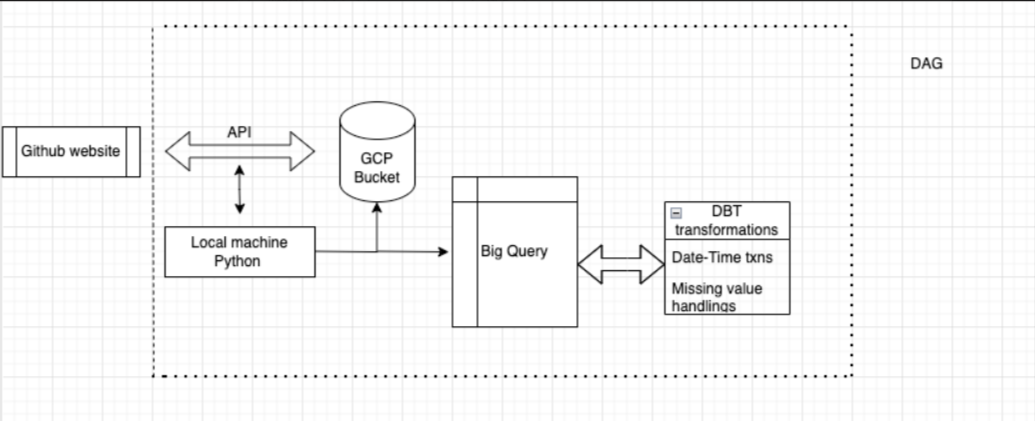 DAG
API
Github website
GCP
Bucket
Local machine
Python
Big Query
DBT
transformations
Date-Time txns
Missing value
handlings